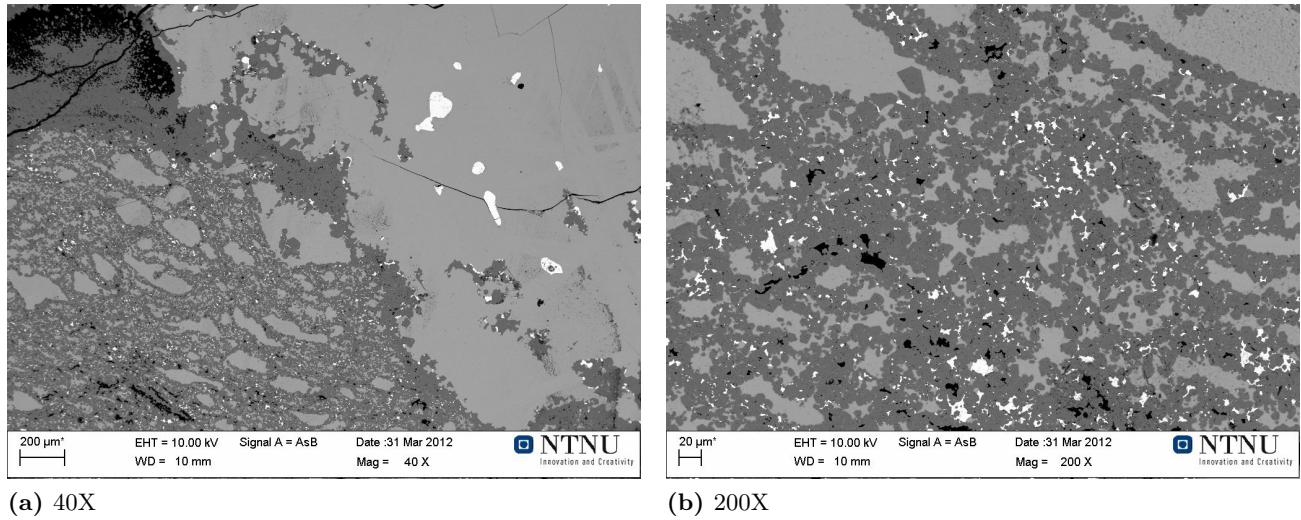 200 µm* EHT = 10.00 kV Signal A = AsB Date :31 Mar 2012 NTNU
WD = 10 mm Mag = 40 X Innovation and Creativity
20 µm* EHT = 10.00 kV Signal A = AsB Date :31 Mar 2012 NTNU
WD = 10 mm Mag = 200 X Innovation and Creativity
(a) 40X
(b) 200X